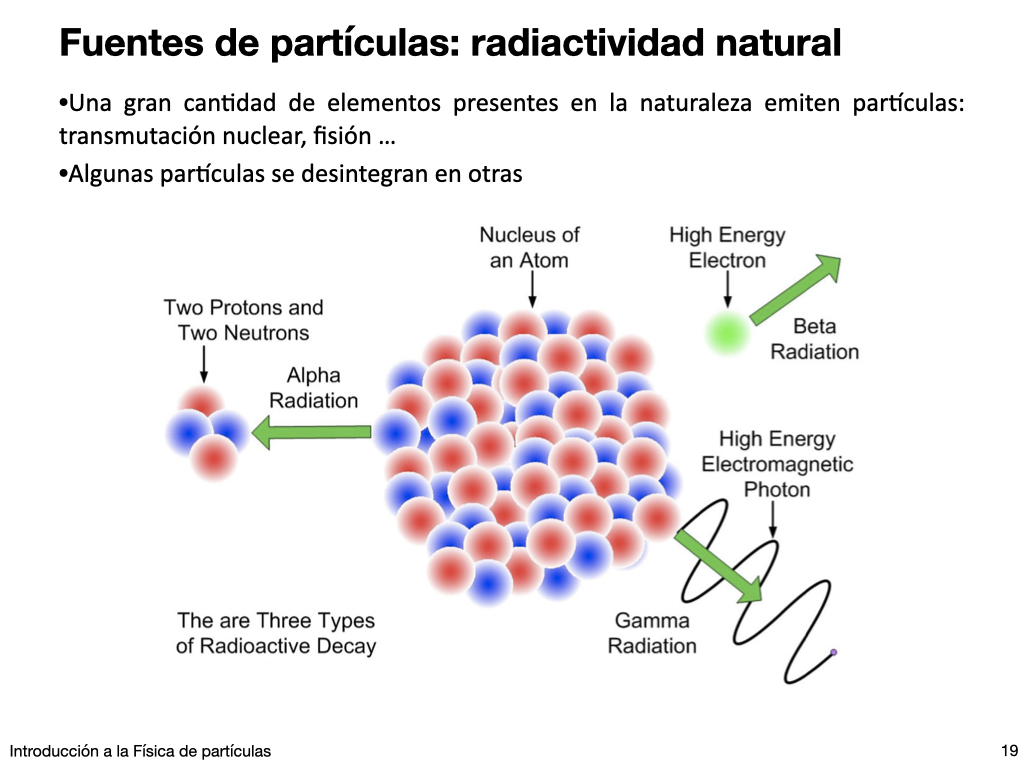 Fuentes de partículas: radiactividad natural
•Una gran cantidad de elementos presentes en la naturaleza emiten partículas:
transmutación nuclear, fisión ...
•Algunas partículas se desintegran en otras
Nucleus of
an Atom
High Energy
Electron
Two Protons and
Two Neutrons
Beta
Radiation
Alpha
Radiation
High Energy
Electromagnetic
Photon
The are Three Types
of Radioactive Decay
Gamma
Radiation
Introducción a la Física de partículas
19